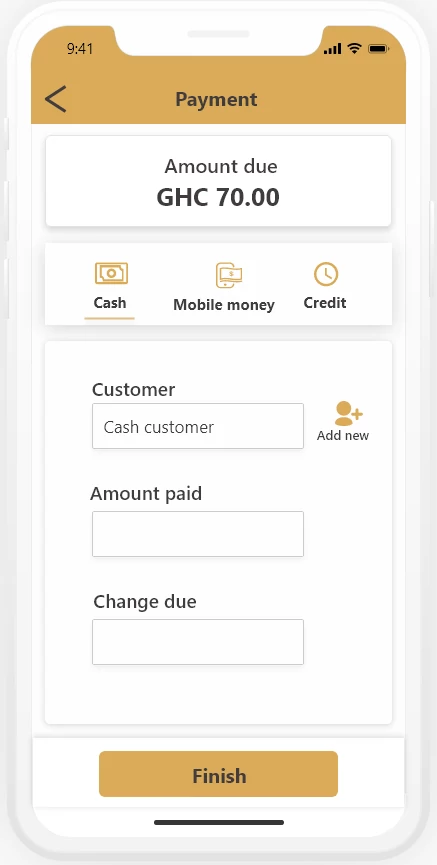 9:41
Payment
Amount due
GHC 70.00
Cash
Mobile money
Credit
Customer
Cash customer
Add new
Amount paid
Change due
Finish